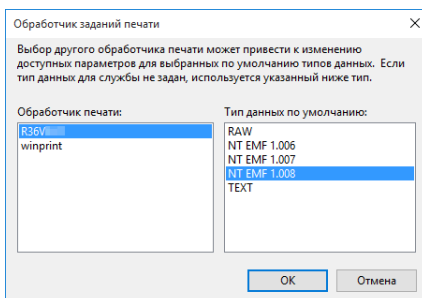 Обработчик заданий печати
Выбор другого обработчика печати может привести к изменению
доступных параметров для выбранных по умолчанию типов данных. Если
тип данных для службы не задан, используется указанный ниже тип.
Обработчик печати:
winprint
Тип данных по умолчанию:
RAW
NT EMF 1.006
NT EMF 1.007
NT EMF 1.008
TEXT
OK
Отмена